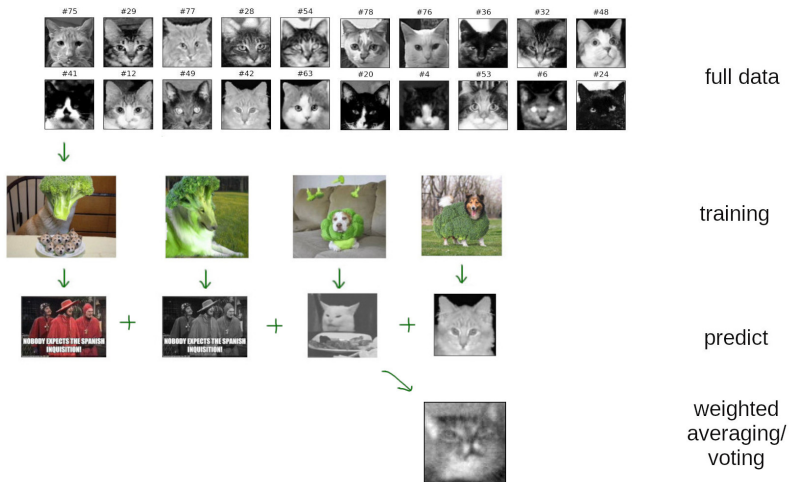 #75 #29 #77 #28 #54 #78 #76 #36 #32 #48
#41 #12 #49 #42 #63 #20 #4 #53 #6 #24
full data
training
NOBODY EXPECTS THE SPANISH
INQUISITION!
NOBODY EXPECTS THE SPANISH
INQUISITION!
+ + +
predict
weighted
averaging/
voting